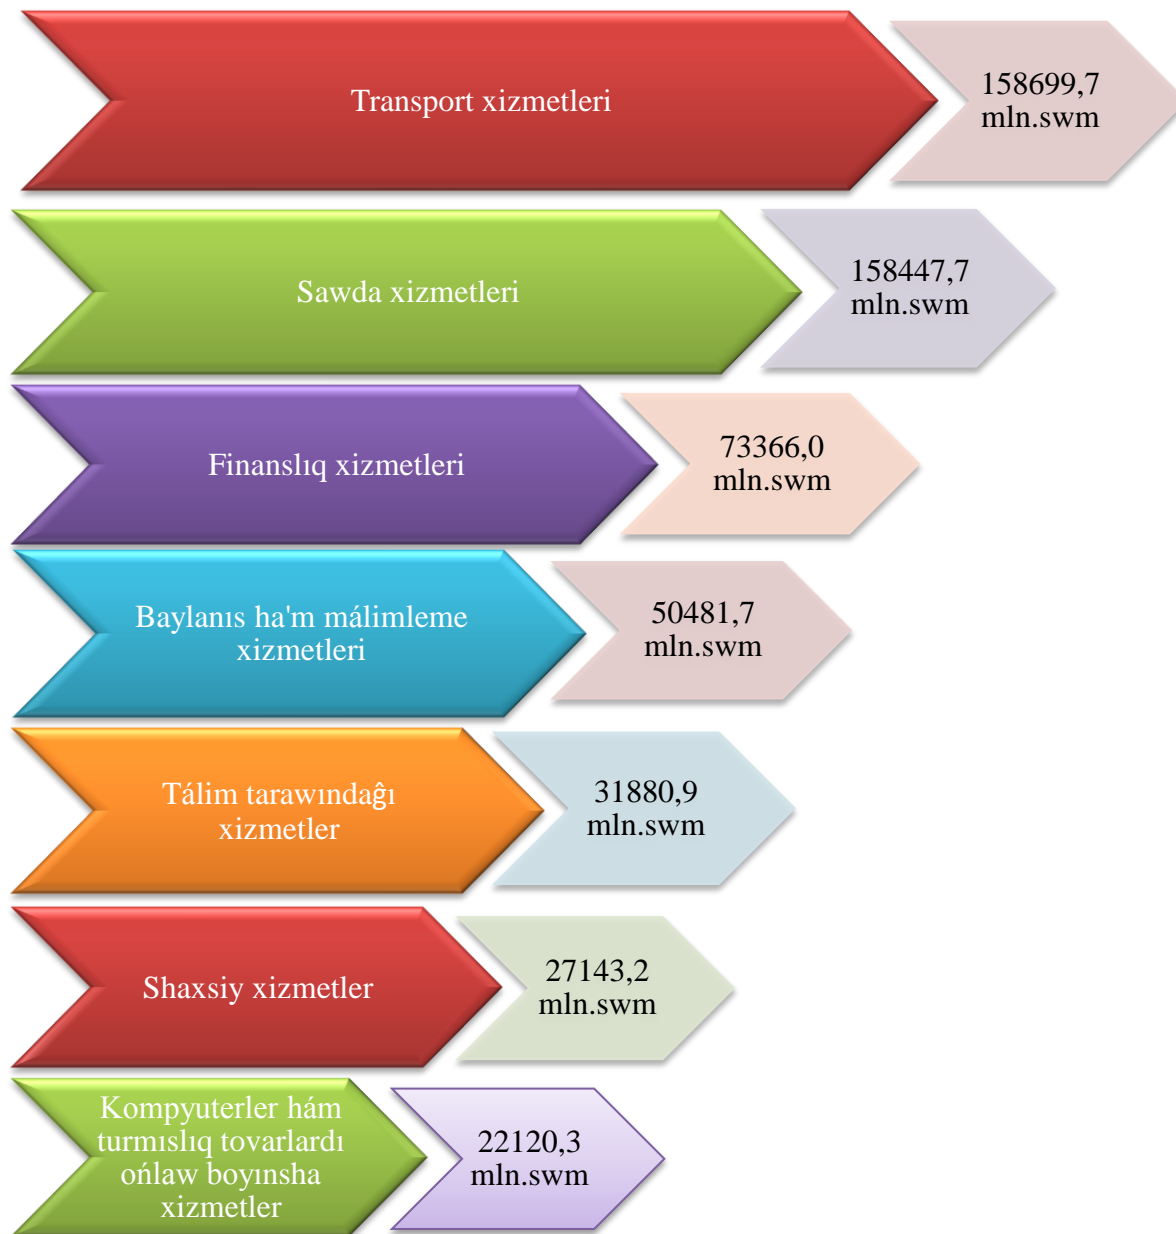 Transport xizmetleri
158699,7
mln.swm
Sawda xizmetleri
158447,7
mln.swm
Finanslıq xizmetleri
73366,0
mln.swm
Baylanıs ha'm málimleme
xizmetleri
50481,7
mln.swm
Tálim tarawındaĝı
xizmetler
31880,9
mln.swm
Shaxsiy xizmetler
27143,2
mln.swm
Kompyuterler hám
turmıslıq tovarlardı
ońlaw boyınsha
xizmetler
22120,3
mln.swm